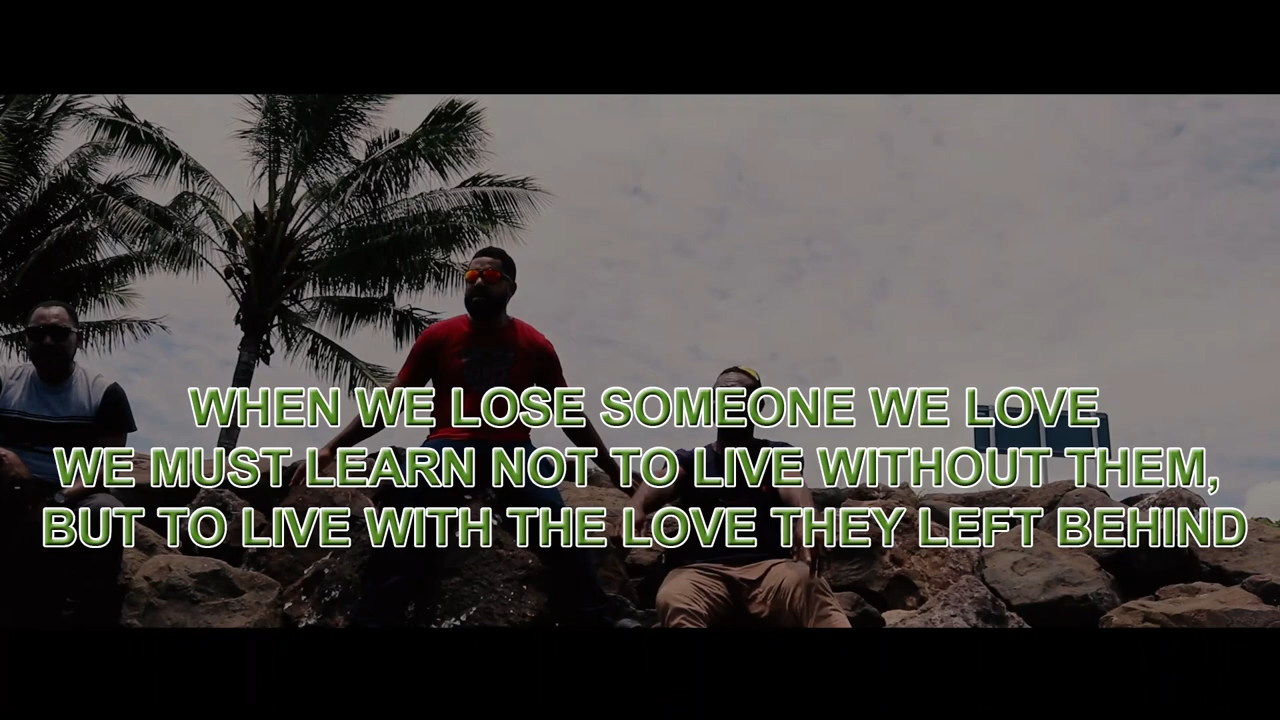 WHEN WE LOSE SOMEONE WE LOVE
WE MUST LEARN NOT TO LIVE WITHOUT THEM,
BUT TO LIVE WITH THE LOVE THEY LEFT BEHIND